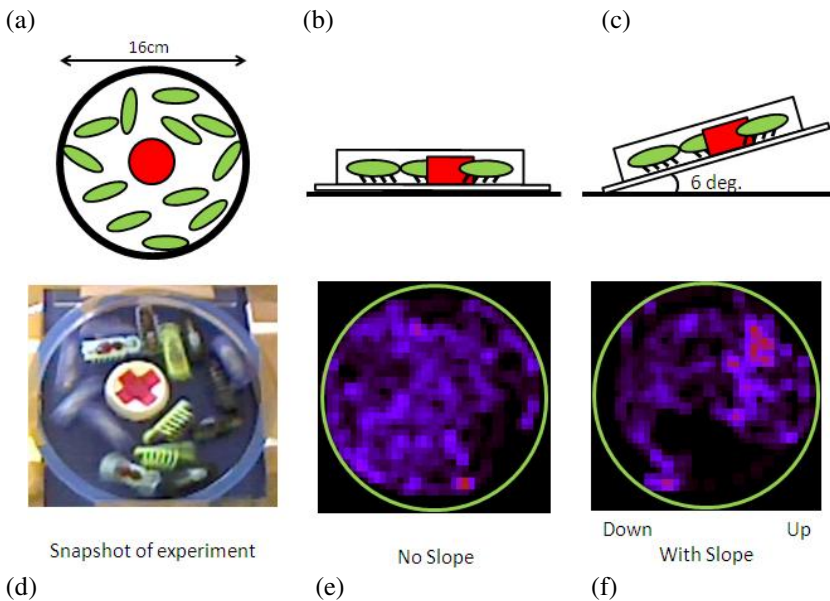 (a)
(b)
(c)
16cm
6 deg.
Snapshot of experiment
No Slope
Down
Up
With Slope
(d)
(e)
(f)